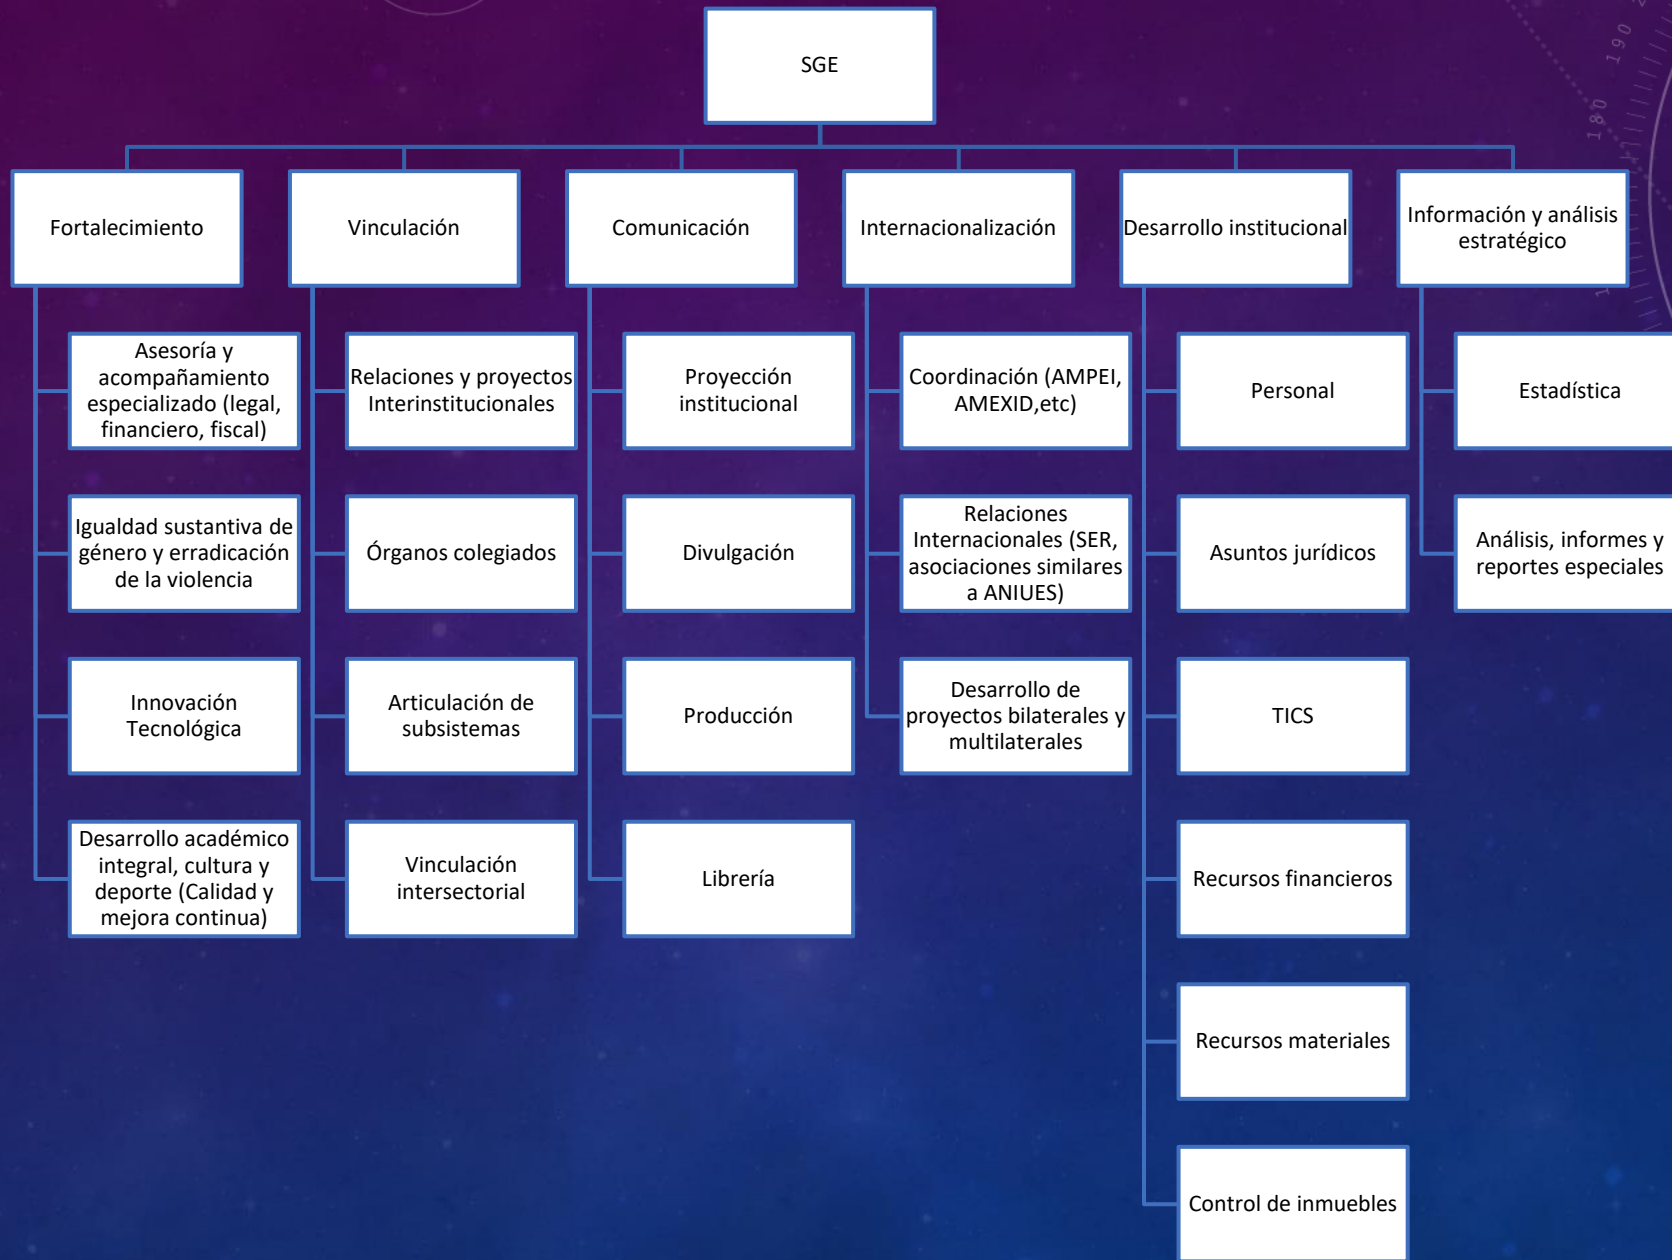 SGE
Fortalecimiento
Asesoría y
acompañamiento
especializado (legal,
financiero, fiscal)
Igualdad sustantiva de
género y erradicación
de la violencia
Innovación
Tecnológica
Desarrollo académico
integral, cultura y
deporte (Calidad y
mejora continua)
Vinculación
Relaciones y proyectos
Interinstitucionales
Órganos colegiados
Articulación de
subsistemas
Vinculación
intersectorial
Comunicación
Proyección
institucional
Divulgación
Producción
Librería
Internacionalización
Coordinación (AMPEI,
AMEXID,etc)
Relaciones
Internacionales (SER,
asociaciones similares
a ANIUES)
Desarrollo de
proyectos bilaterales y
multilaterales
Desarrollo institucional
Personal
Asuntos jurídicos
TICS
Recursos financieros
Recursos materiales
Control de inmuebles
Información y análisis
estratégico
Estadística
Análisis, informes y
reportes especiales
190
180